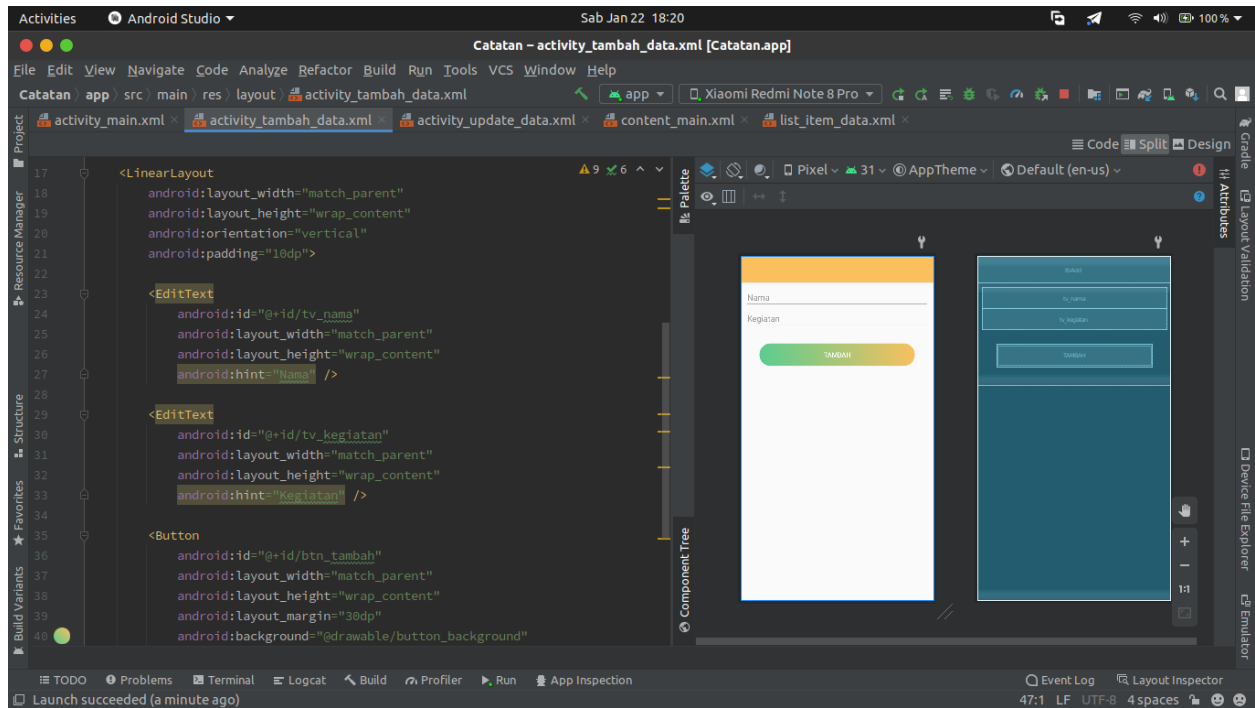 Activities Android Studio Sab Jan 22 18:20 100 %
Catatan – activity_tambah_data.xml [Catatan.app]
File Edit View Navigate Code Analyze Refactor Build Run Tools VCS Window Help
Catatan app src main res layout activity_tambah_data.xml app Xiaomi Redmi Note 8 Pro
activity_main.xml activity_tambah_data.xml activity_update_data.xml content_main.xml list_item_data.xml
Code Split Design
Project
Resource Manager
Structure
Favorites
Build Variants
17 <LinearLayout
18 android:layout_width="match_parent"
19 android:layout_height="wrap_content"
20 android:orientation="vertical"
21 android:padding="10dp">
22
23 <EditText
24 android:id="@+id/tv_nama"
25 android:layout_width="match_parent"
26 android:layout_height="wrap_content"
27 android:hint="Nama" />
28
29 <EditText
30 android:id="@+id/tv_kegiatan"
31 android:layout_width="match_parent"
32 android:layout_height="wrap_content"
33 android:hint="Kegiatan" />
34
35 <Button
36 android:id="@+id/btn_tambah"
37 android:layout_width="match_parent"
38 android:layout_height="wrap_content"
39 android:layout_margin="30dp"
40 android:background="@drawable/button_background"
9 6
Palette
Component Tree
Pixel 31 AppTheme Default (en-us)
Nama
Kegiatan
TAMBAH
tv_nama
tv_kegiatan
TAMBAH
1:1
Attributes
Gradle
Layout Validation
Device File Explorer
Emulator
TODO Problems Terminal Logcat Build Profiler Run App Inspection Event Log Layout Inspector
Launch succeeded (a minute ago) 47:1 LF UTF-8 4 spaces